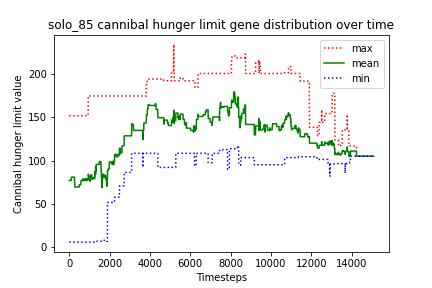 solo_85 cannibal hunger limit gene distribution over time
Cannibal hunger limit value
200
150
100
50
0
max
mean
min
0 2000 4000 6000 8000 10000 12000 14000
Timesteps